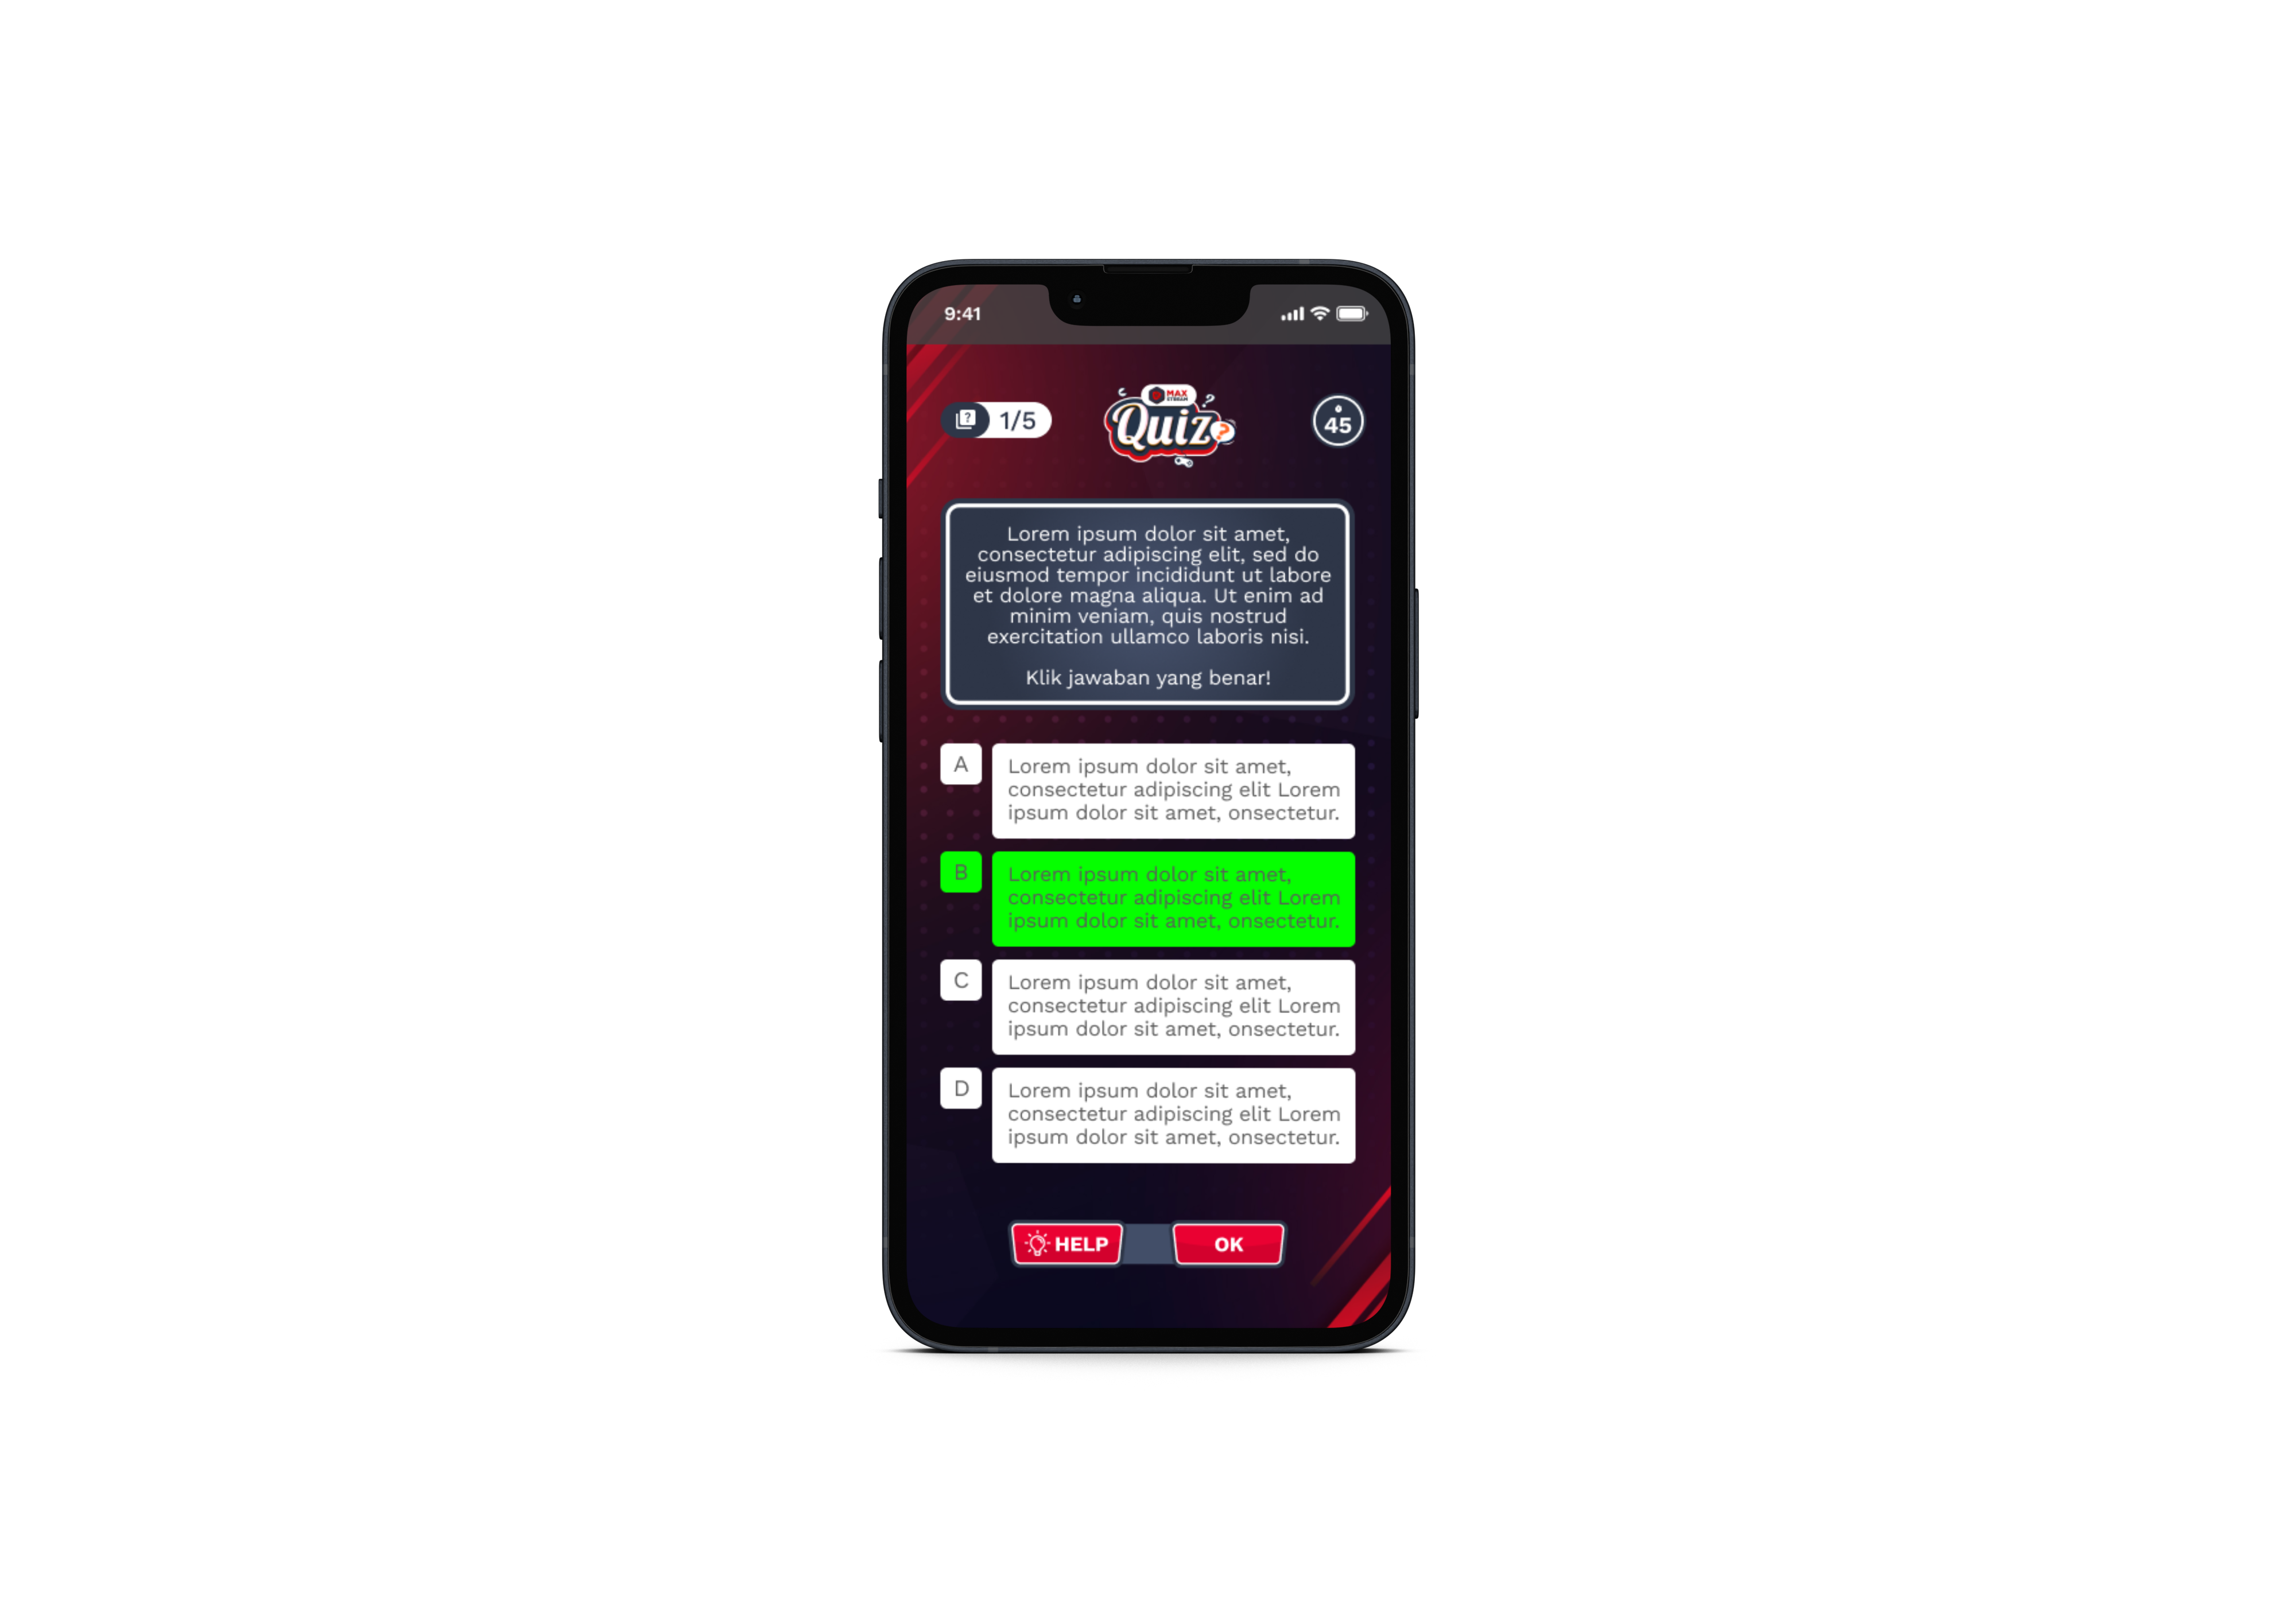 9:41
MAX
STREAM
Quiz?
1/5
45
Lorem ipsum dolor sit amet,
consectetur adipiscing elit, sed do
eiusmod tempor incididunt ut labore
et dolore magna aliqua. Ut enim ad
minim veniam, quis nostrud
exercitation ullamco laboris nisi.
Klik jawaban yang benar!
A
Lorem ipsum dolor sit amet,
consectetur adipiscing elit Lorem
ipsum dolor sit amet, onsectetur.
B
Lorem ipsum dolor sit amet,
consectetur adipiscing elit Lorem
ipsum dolor sit amet, onsectetur.
C
Lorem ipsum dolor sit amet,
consectetur adipiscing elit Lorem
ipsum dolor sit amet, onsectetur.
D
Lorem ipsum dolor sit amet,
consectetur adipiscing elit Lorem
ipsum dolor sit amet, onsectetur.
HELP
OK